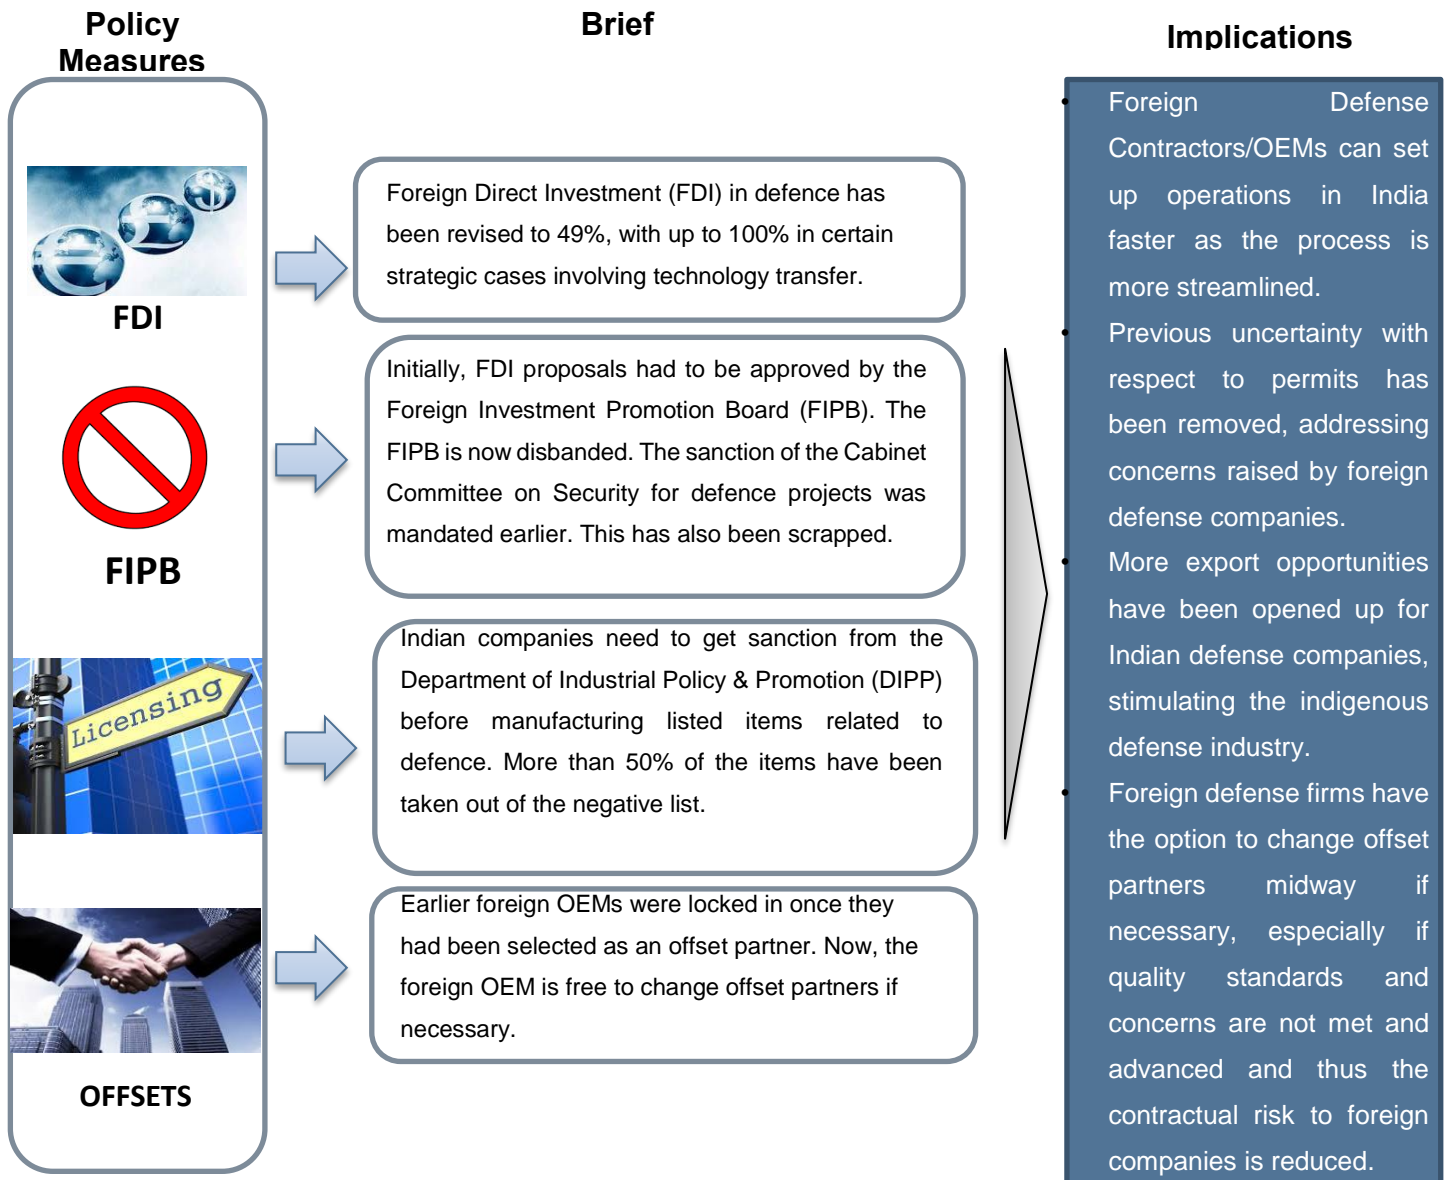 Policy
Measures
Brief
Implications
FDI
FIPB
Licensing
OFFSETS
Foreign Direct Investment (FDI) in defence has
been revised to 49%, with up to 100% in certain
strategic cases involving technology transfer.
Initially, FDI proposals had to be approved by the
Foreign Investment Promotion Board (FIPB). The
FIPB is now disbanded. The sanction of the Cabinet
Committee on Security for defence projects was
mandated earlier. This has also been scrapped.
Indian companies need to get sanction from the
Department of Industrial Policy & Promotion (DIPP)
before manufacturing listed items related to
defence. More than 50% of the items have been
taken out of the negative list.
Earlier foreign OEMs were locked in once they
had been selected as an offset partner. Now, the
foreign OEM is free to change offset partners if
necessary.
• Foreign Defense
Contractors/OEMs can set
up operations in India
faster as the process is
more streamlined.
• Previous uncertainty with
respect to permits has
been removed, addressing
concerns raised by foreign
defense companies.
• More export opportunities
have been opened up for
Indian defense companies,
stimulating the indigenous
defense industry.
• Foreign defense firms have
the option to change offset
partners midway if
necessary, especially if
quality standards and
concerns are not met and
advanced and thus the
contractual risk to foreign
companies is reduced.